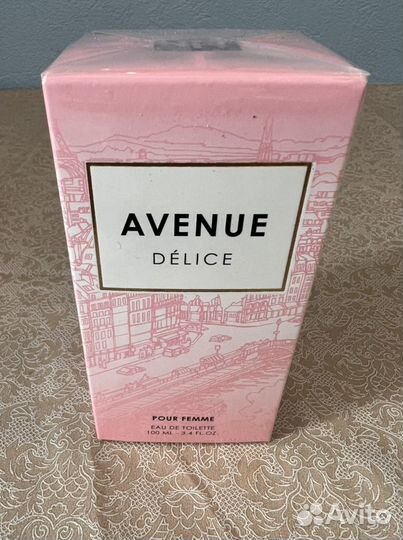 AVENUE
DÉLICE
POUR FEMME
EAU DE TOILETTE
100 ML - 3.4 FL.OZ.
Avito